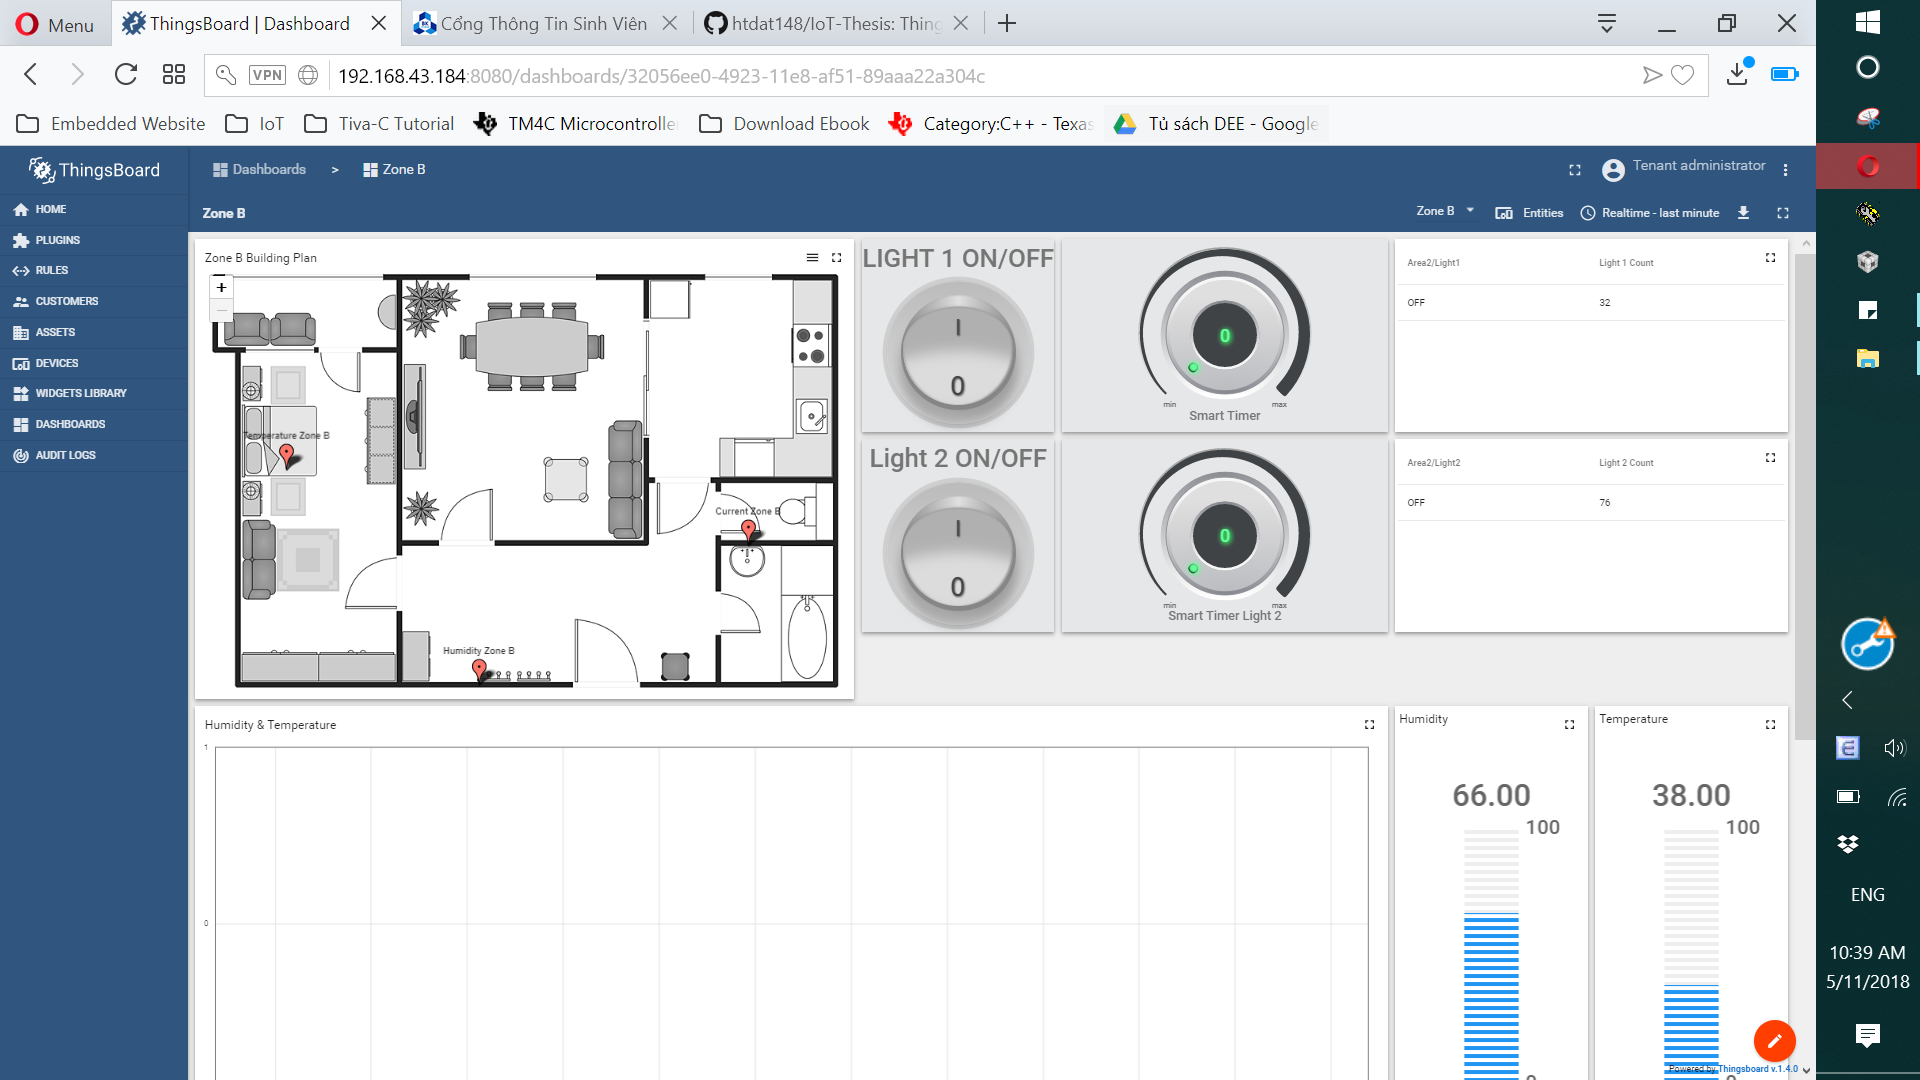 Menu
ThingsBoard | Dashboard
Cổng Thông Tin Sinh Viên
htdat148/IoT-Thesis: Thing
VPN
192.168.43.184:8080/dashboards/32056ee0-4923-11e8-af51-89aaa22a304c
Embedded Website
IoT
Tiva-C Tutorial
TM4C Microcontrolle
Download Ebook
Category:C++ - Texas
Tủ sách DEE - Google
ThingsBoard
Dashboards > Zone B
Tenant administrator
HOME
PLUGINS
RULES
CUSTOMERS
ASSETS
DEVICES
WIDGETS LIBRARY
DASHBOARDS
AUDIT LOGS
Zone B
Zone B
Entities
Realtime - last minute
Zone B Building Plan
+
−
Temperature Zone B
Current Zone B
Humidity Zone B
LIGHT 1 ON/OFF
I
0
0
min
max
Smart Timer
Area2/Light1
Light 1 Count
OFF
32
Light 2 ON/OFF
I
0
0
min
max
Smart Timer Light 2
Area2/Light2
Light 2 Count
OFF
76
Humidity & Temperature
1
0
Humidity
66.00
100
0
Temperature
38.00
100
0
Powered by Thingsboard v.1.4.0
ENG
10:39 AM
5/11/2018